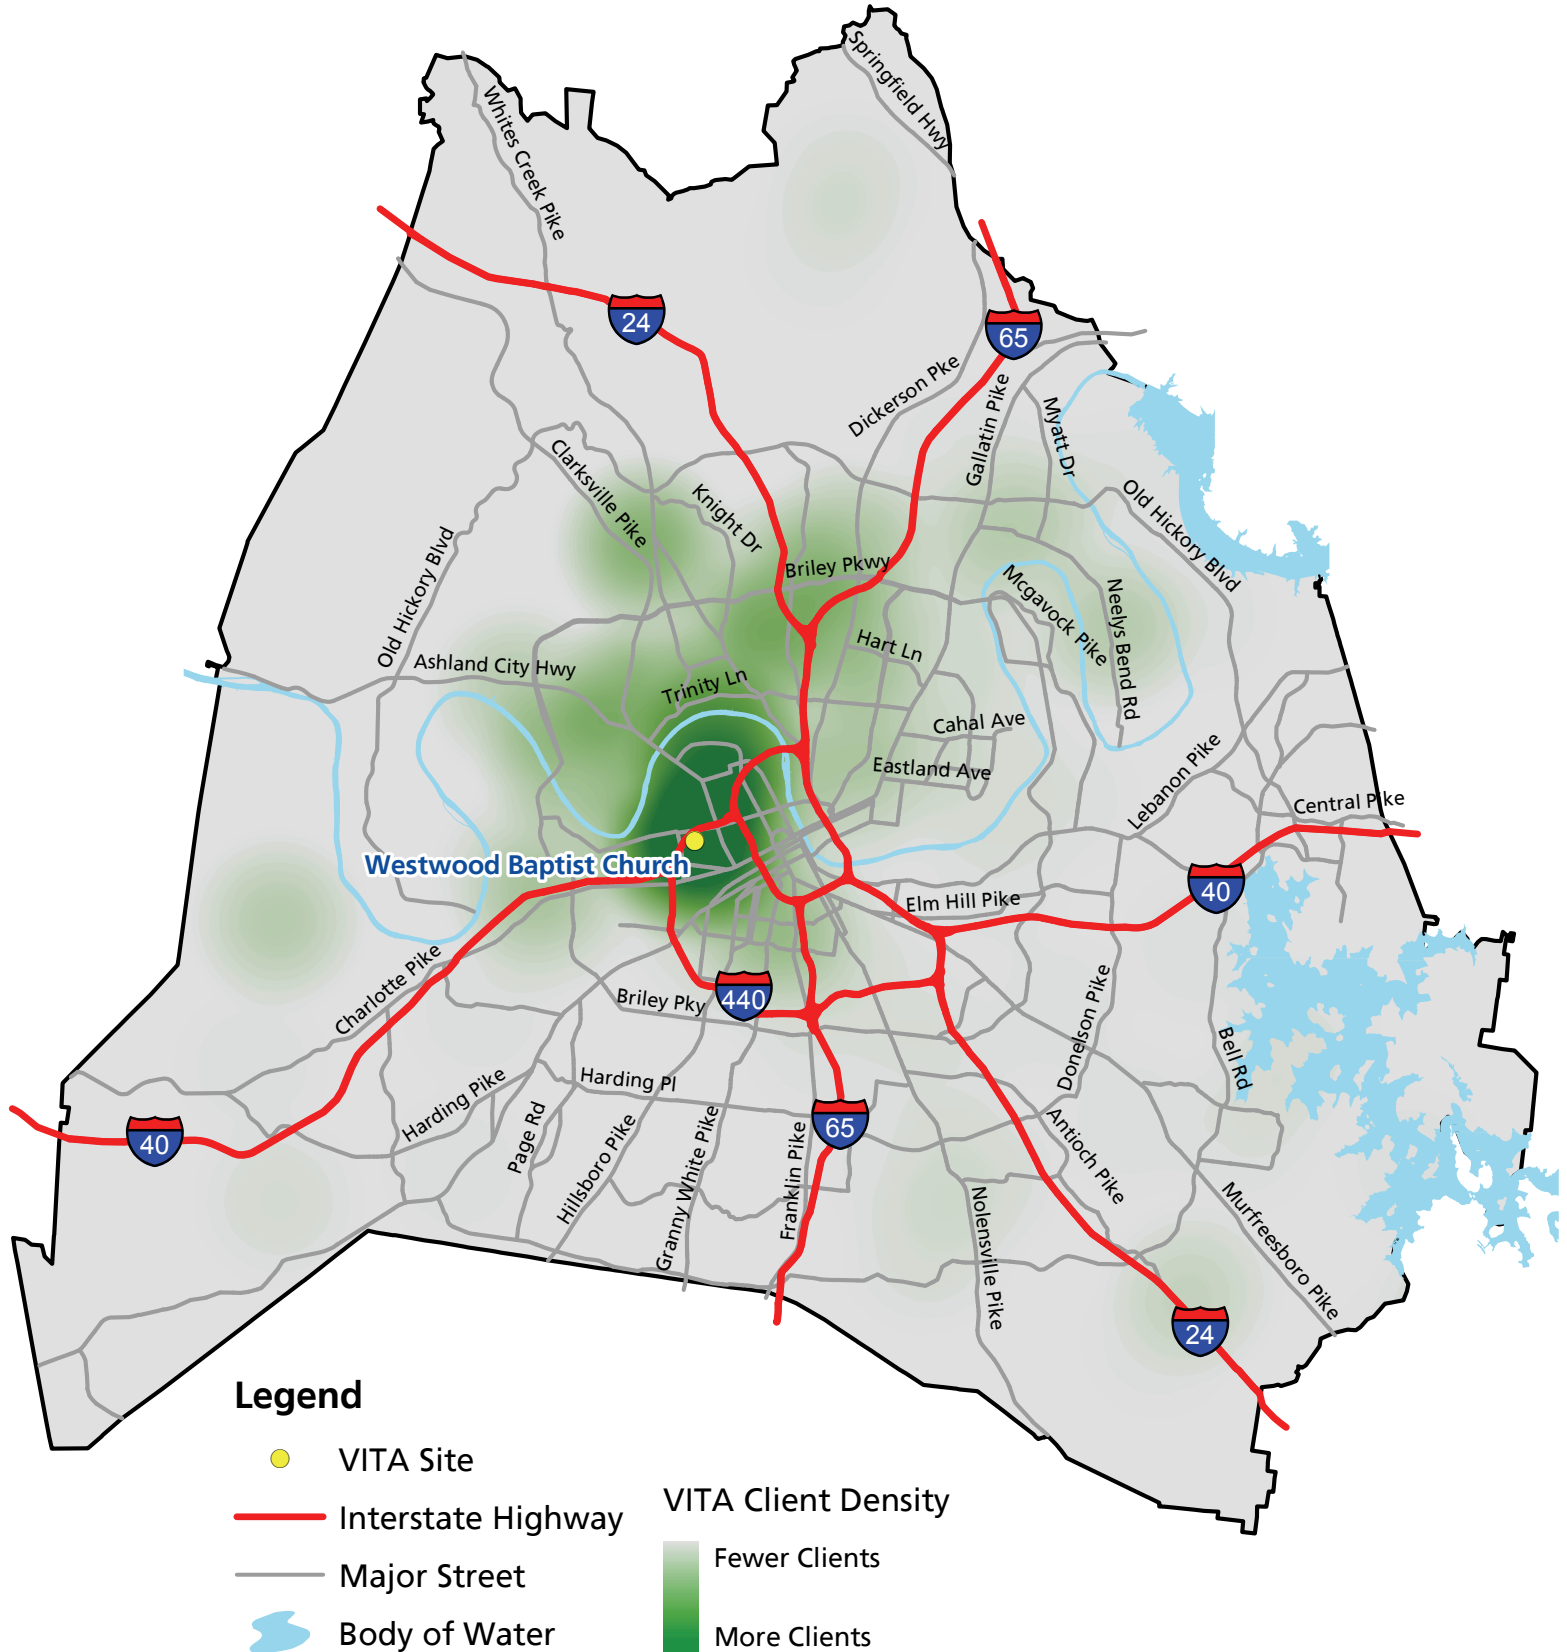 Springfield Hwy
Whites Creek Pike
24
65
Dickerson Pke
Gallatin Pike
Myatt Dr
Clarksville Pike
Knight Dr
Old Hickory Blvd
Old Hickory Blvd
Briley Pkwy
Mcgavock Pike
Neelys Bend Rd
Hart Ln
Ashland City Hwy
Trinity Ln
Cahal Ave
Eastland Ave
Lebanon Pike
Central Pike
Westwood Baptist Church
40
Elm Hill Pike
Charlotte Pike
440
Briley Pky
Donelson Pike
Bell Rd
Harding Pl
Harding Pike
Page Rd
40
65
Hillsboro Pike
Granny White Pike
Franklin Pike
Antioch Pike
Nolensville Pike
Murfreesboro Pike
24
Legend
VITA Site
Interstate Highway
Major Street
Body of Water
VITA Client Density
Fewer Clients
More Clients